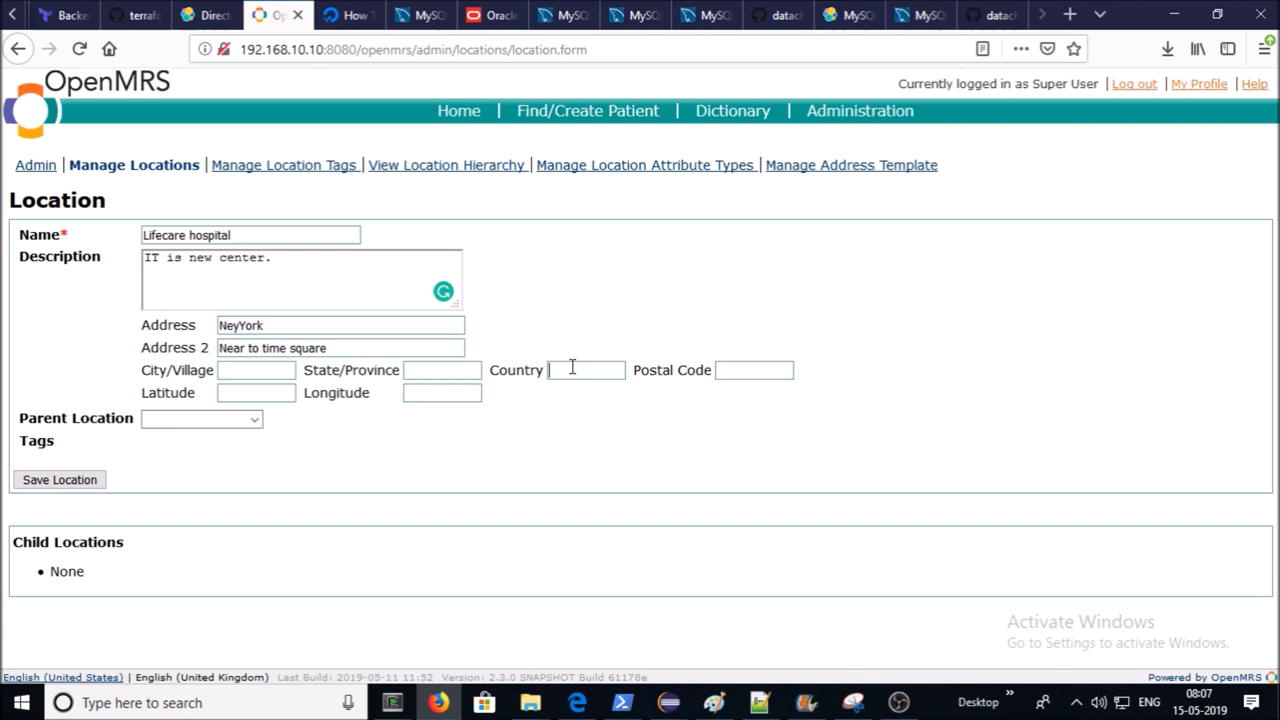 Backe
terrafo
Direct
Op
How T
MySQ
Oracle
MySQ
MySQ
MySQ
datach
MySQ
MySQ
datach
192.168.10.10:8080/openmrs/admin/locations/location.form
OpenMRS
Currently logged in as Super User | Log out | My Profile | Help
Home | Find/Create Patient | Dictionary | Administration
Admin | Manage Locations | Manage Location Tags | View Location Hierarchy | Manage Location Attribute Types | Manage Address Template
Location
Name* Lifecare hospital
Description IT is new center.
Address NeyYork
Address 2 Near to time square
City/Village State/Province Country Postal Code
Latitude Longitude
Parent Location
Tags
Save Location
Child Locations
None
Activate Windows
Go to Settings to activate Windows.
English (United States) | English (United Kingdom) Last Build: 2019-05-11 11:52 Version: 2.3.0 SNAPSHOT Build 61178e Powered by OpenMRS
Type here to search
Desktop
ENG
08:07
15-05-2019